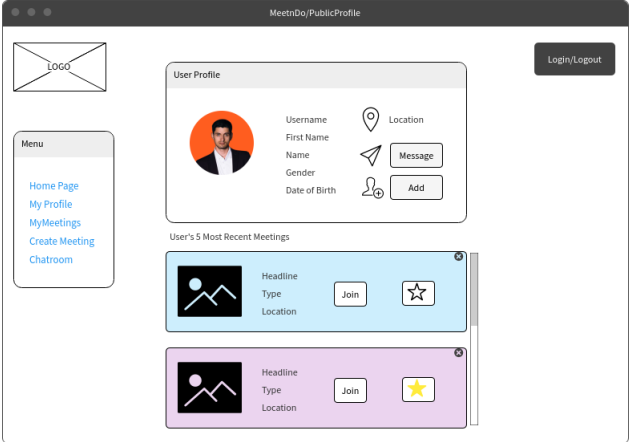 MeetnDo/PublicProfile
LOGO
Login/Logout
Menu
Home Page
My Profile
MyMeetings
Create Meeting
Chatroom
User Profile
Username
First Name
Name
Gender
Date of Birth
Location
Message
Add
User's 5 Most Recent Meetings
Headline
Type
Location
Join
Headline
Type
Location
Join